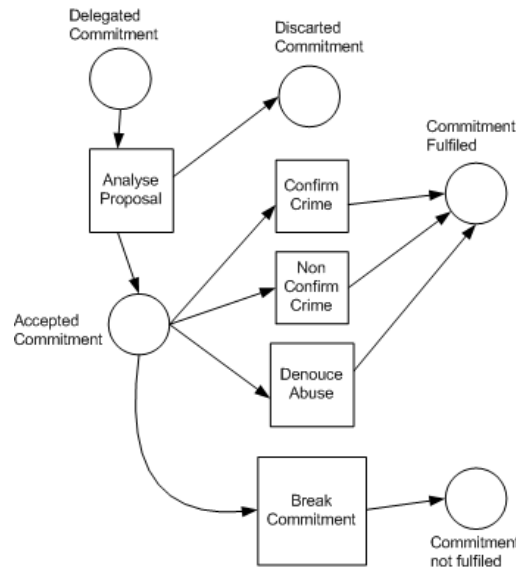 Delegated
Commitment
Discarted
Commitment
Commitment
Fulfiled
Analyse
Proposal
Confirm
Crime
Non
Confirm
Crime
Accepted
Commitment
Denouce
Abuse
Break
Commitment
Commitment
not fulfiled